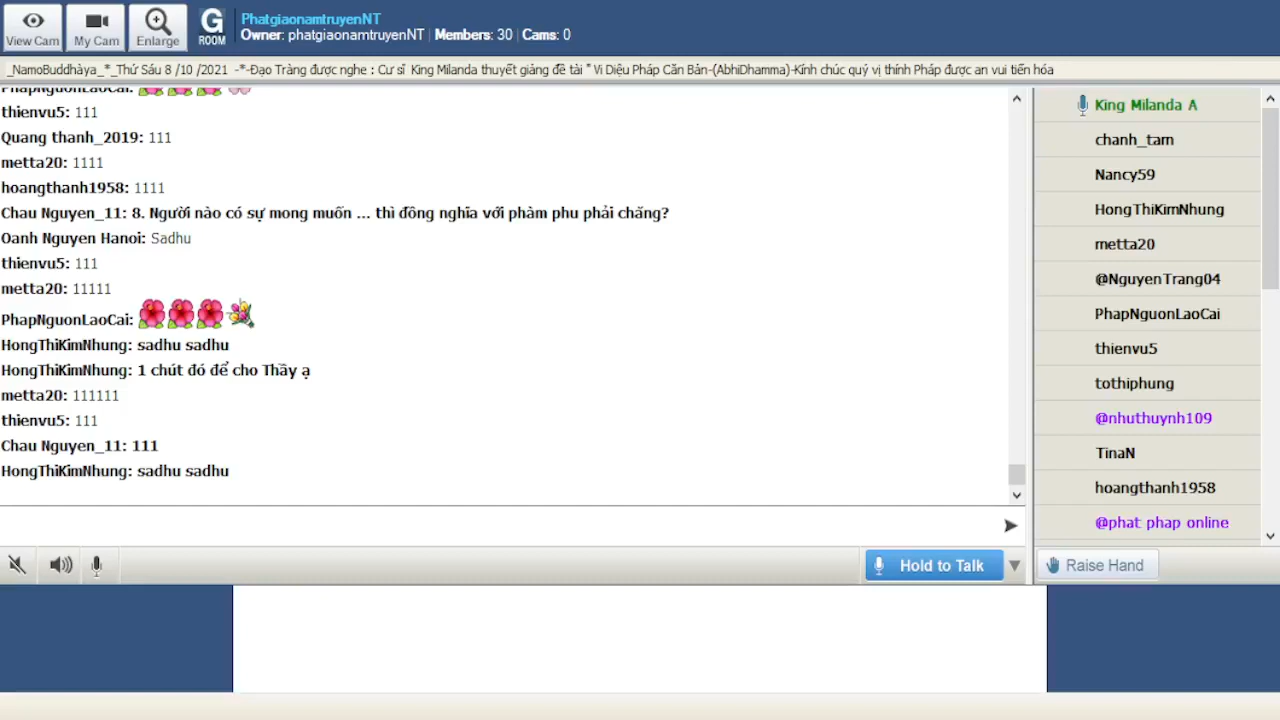 View Cam
My Cam
Enlarge
G ROOM
PhatgiaonamtruyenNT
Owner: phatgiaonamtruyenNT | Members: 30 | Cams: 0
_NamoBuddhàya_*_Thứ Sáu 8 /10 /2021 -*-Đạo Tràng được nghe : Cư sĩ King Milanda thuyết giảng đề tài " Vi Diệu Pháp Căn Bản-(AbhiDhamma)-Kính chúc quý vị thính Pháp được an vui tiến hóa
PhapNguonLaoCai:
thienvu5: 111
Quang thanh_2019: 111
metta20: 1111
hoangthanh1958: 1111
Chau Nguyen_11: 8. Người nào có sự mong muốn ... thì đồng nghĩa với phàm phu phải chăng?
Oanh Nguyen Hanoi: Sadhu
thienvu5: 111
metta20: 11111
PhapNguonLaoCai:
HongThiKimNhung: sadhu sadhu
HongThiKimNhung: 1 chút đó để cho Thầy ạ
metta20: 111111
thienvu5: 111
Chau Nguyen_11: 111
HongThiKimNhung: sadhu sadhu
Hold to Talk
King Milanda A
chanh_tam
Nancy59
HongThiKimNhung
metta20
@NguyenTrang04
PhapNguonLaoCai
thienvu5
tothiphung
@nhuthuynh109
TinaN
hoangthanh1958
@phat phap online
Raise Hand